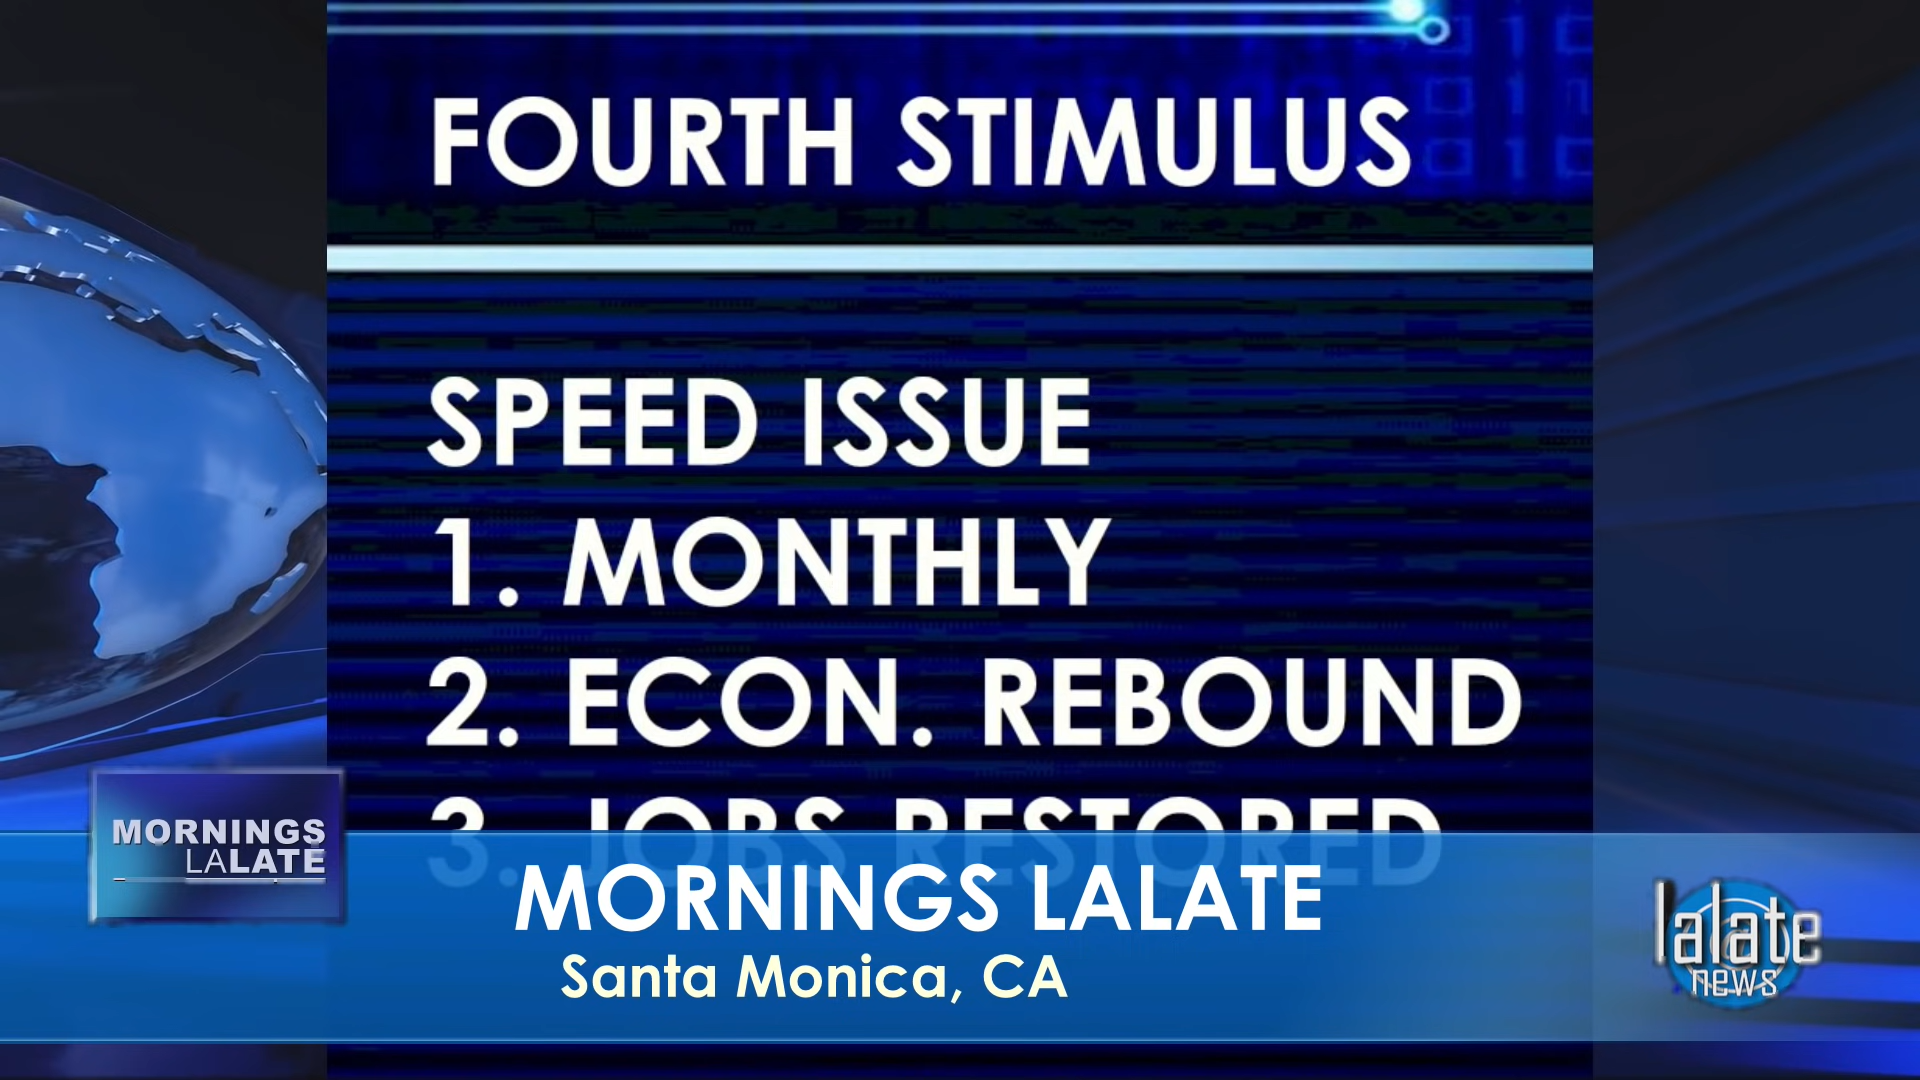 FOURTH STIMULUS
SPEED ISSUE
1. MONTHLY
2. ECON. REBOUND
3. JOBS RESTORED
MORNINGS
LALATE
MORNINGS LALATE
Santa Monica, CA
lalate
news